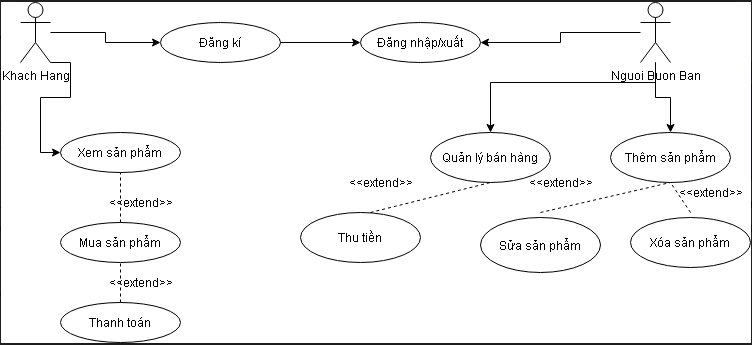 Đăng kí
Đăng nhập/xuất
Khach Hang
Nguoi Buon Ban
Xem sản phẩm
Quản lý bán hàng
Thêm sản phẩm
<<extend>>
<<extend>>
<<extend>>
<<extend>>
Mua sản phẩm
Thu tiền
Sửa sản phẩm
Xóa sản phẩm
<<extend>>
Thanh toán